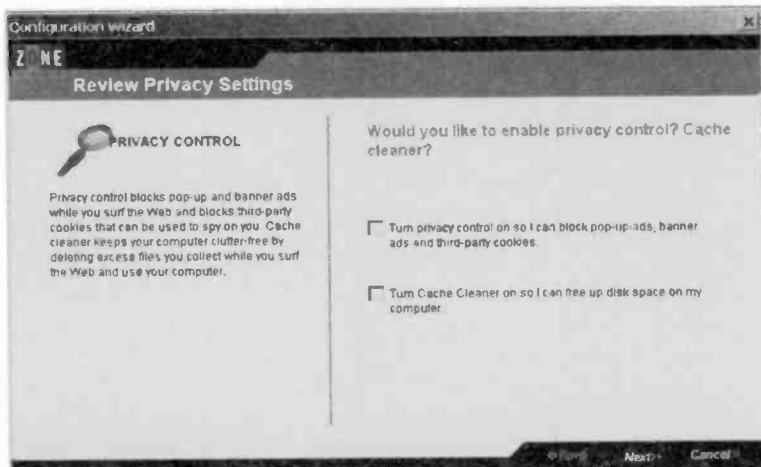 Configuration Wizard
Z NE
Review Privacy Settings
PRIVACY CONTROL
Privacy control blocks pop-up and banner ads
while you surf the Web and blocks third-party
cookies that can be used to spy on you. Cache
cleaner keeps your computer clutter-free by
deleting excess files you collect while you surf
the Web and use your computer.
Would you like to enable privacy control? Cache
cleaner?
Turn privacy control on so I can block pop-up ads, banner
ads and third-party cookies.
Turn Cache Cleaner on so I can free up disk space on my
computer
Next> Cancel